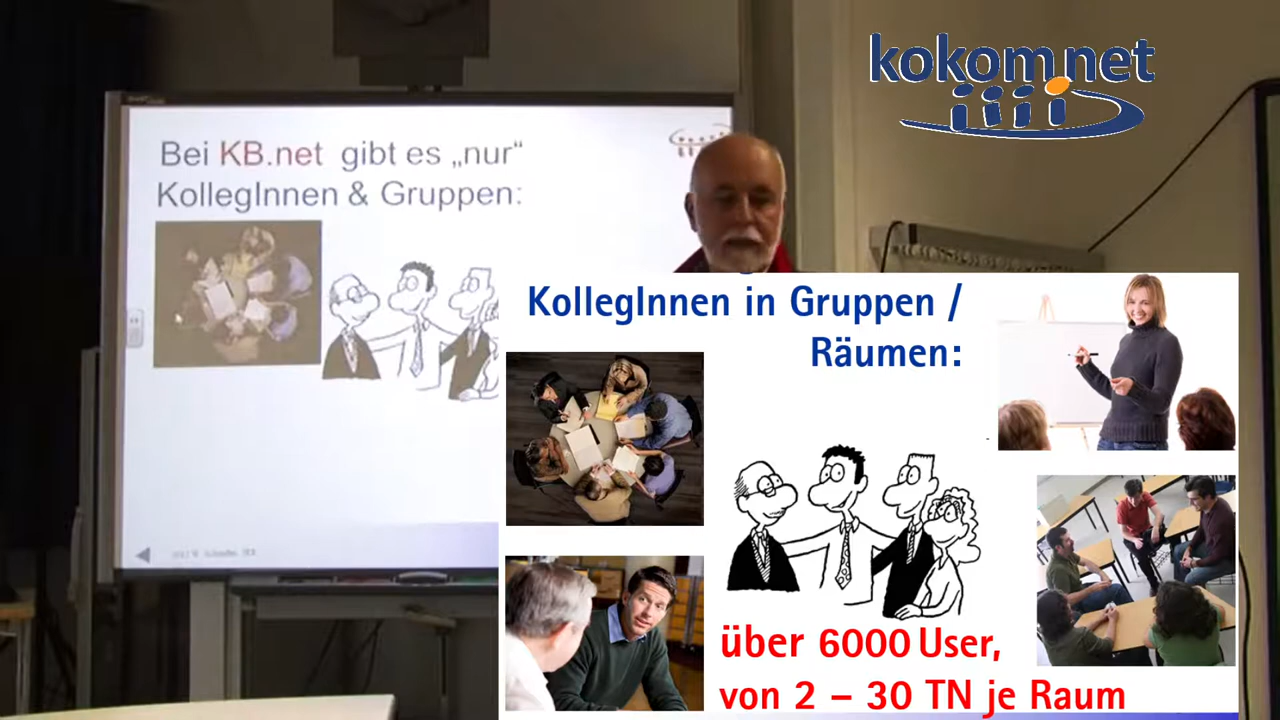 kokom.net
Bei KB.net gibt es „nur“
KollegInnen & Gruppen:
KollegInnen in Gruppen /
Räumen:
über 6000 User,
von 2 – 30 TN je Raum